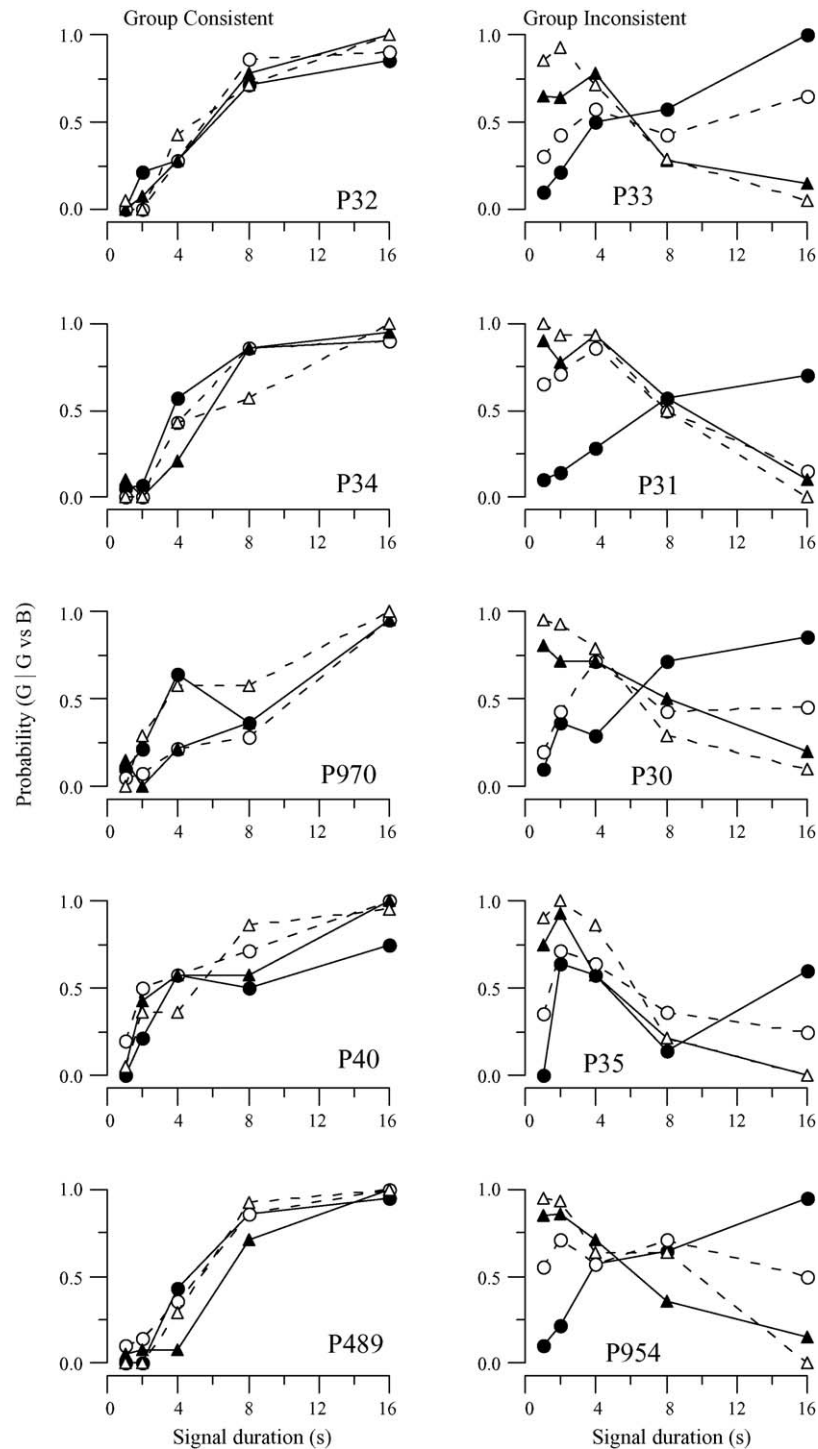 Group Consistent
Group Inconsistent
1.0
0.5
0.0
P32
0 4 8 12 16
1.0
0.5
0.0
P33
0 4 8 12 16
1.0
0.5
0.0
P34
0 4 8 12 16
1.0
0.5
0.0
P31
0 4 8 12 16
Probability (G | G vs B)
1.0
0.5
0.0
P970
0 4 8 12 16
1.0
0.5
0.0
P30
0 4 8 12 16
1.0
0.5
0.0
P40
0 4 8 12 16
1.0
0.5
0.0
P35
0 4 8 12 16
1.0
0.5
0.0
P489
0 4 8 12 16
Signal duration (s)
1.0
0.5
0.0
P954
0 4 8 12 16
Signal duration (s)